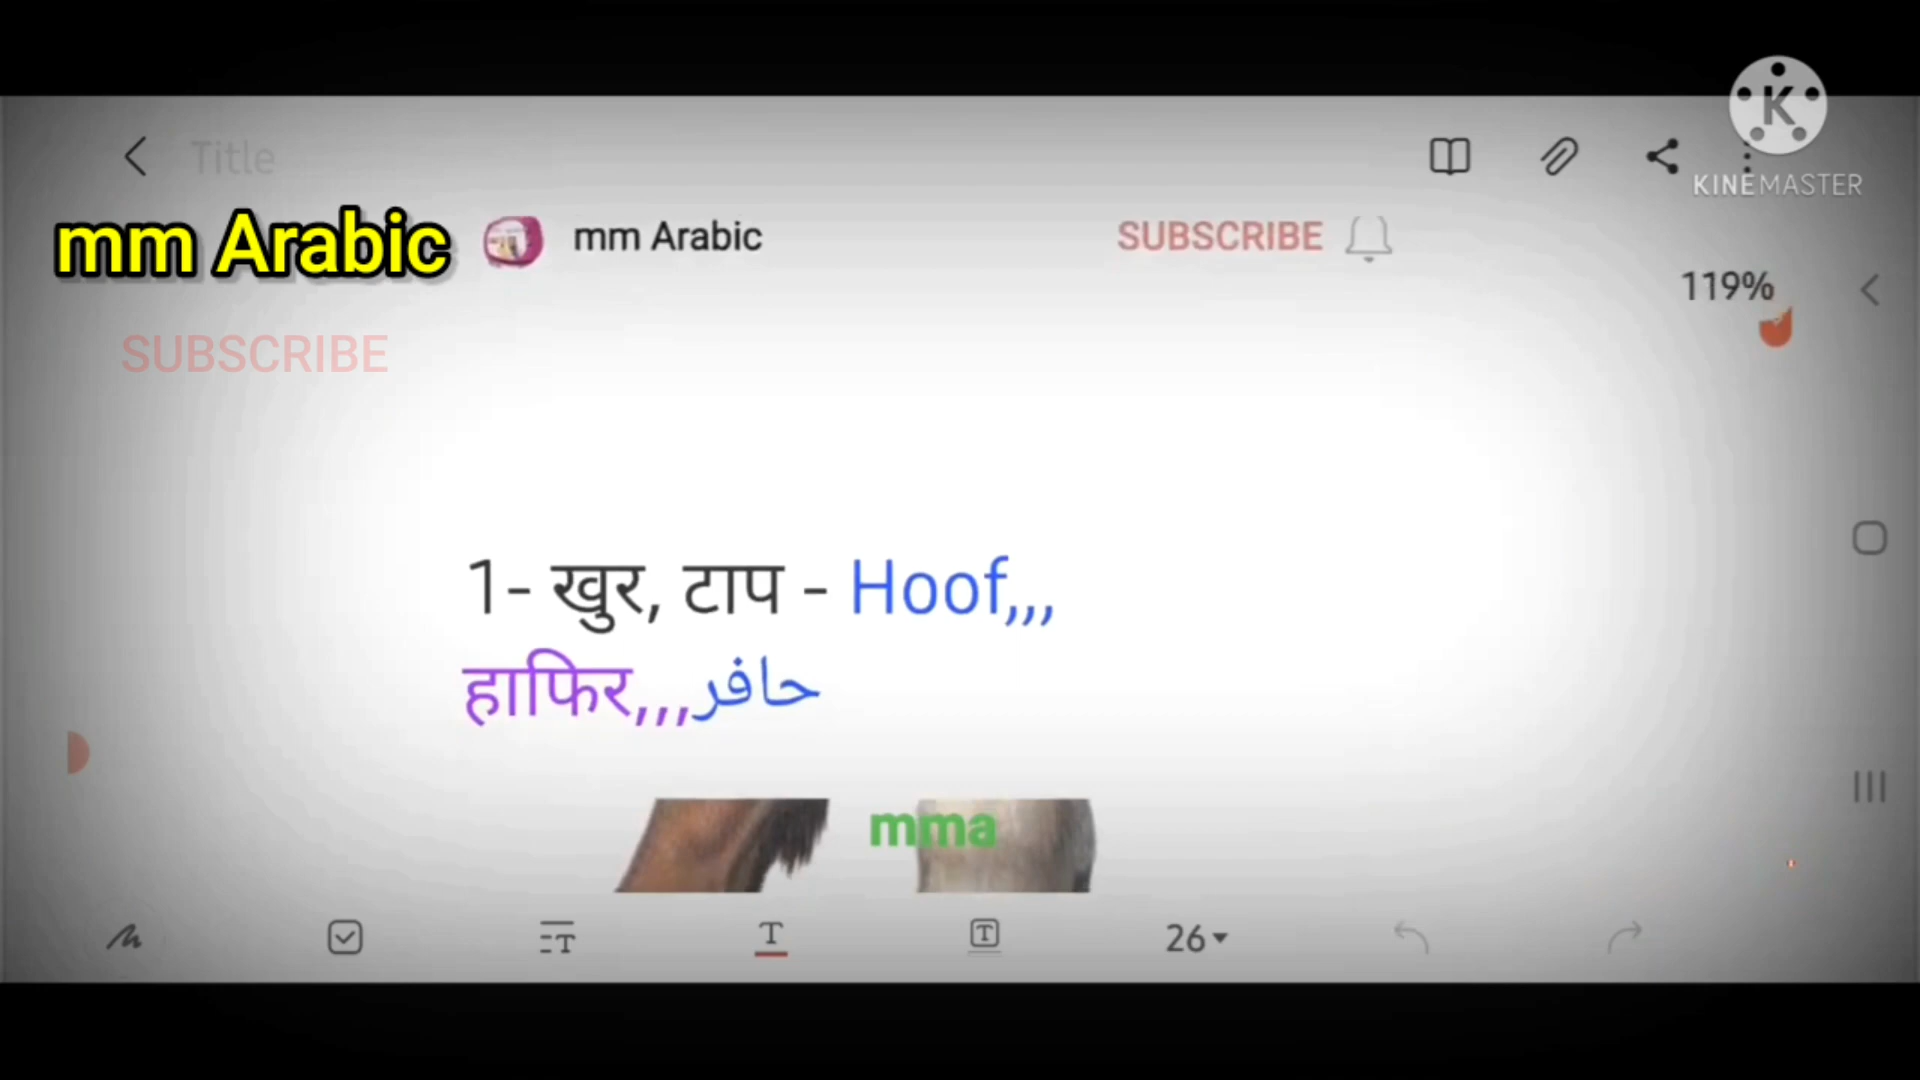 Title
KINEMASTER
mm Arabic
mm Arabic
SUBSCRIBE
119%
SUBSCRIBE
1- खुर, टाप - Hoof,,,
हाफिर,,,حافر
mma
26